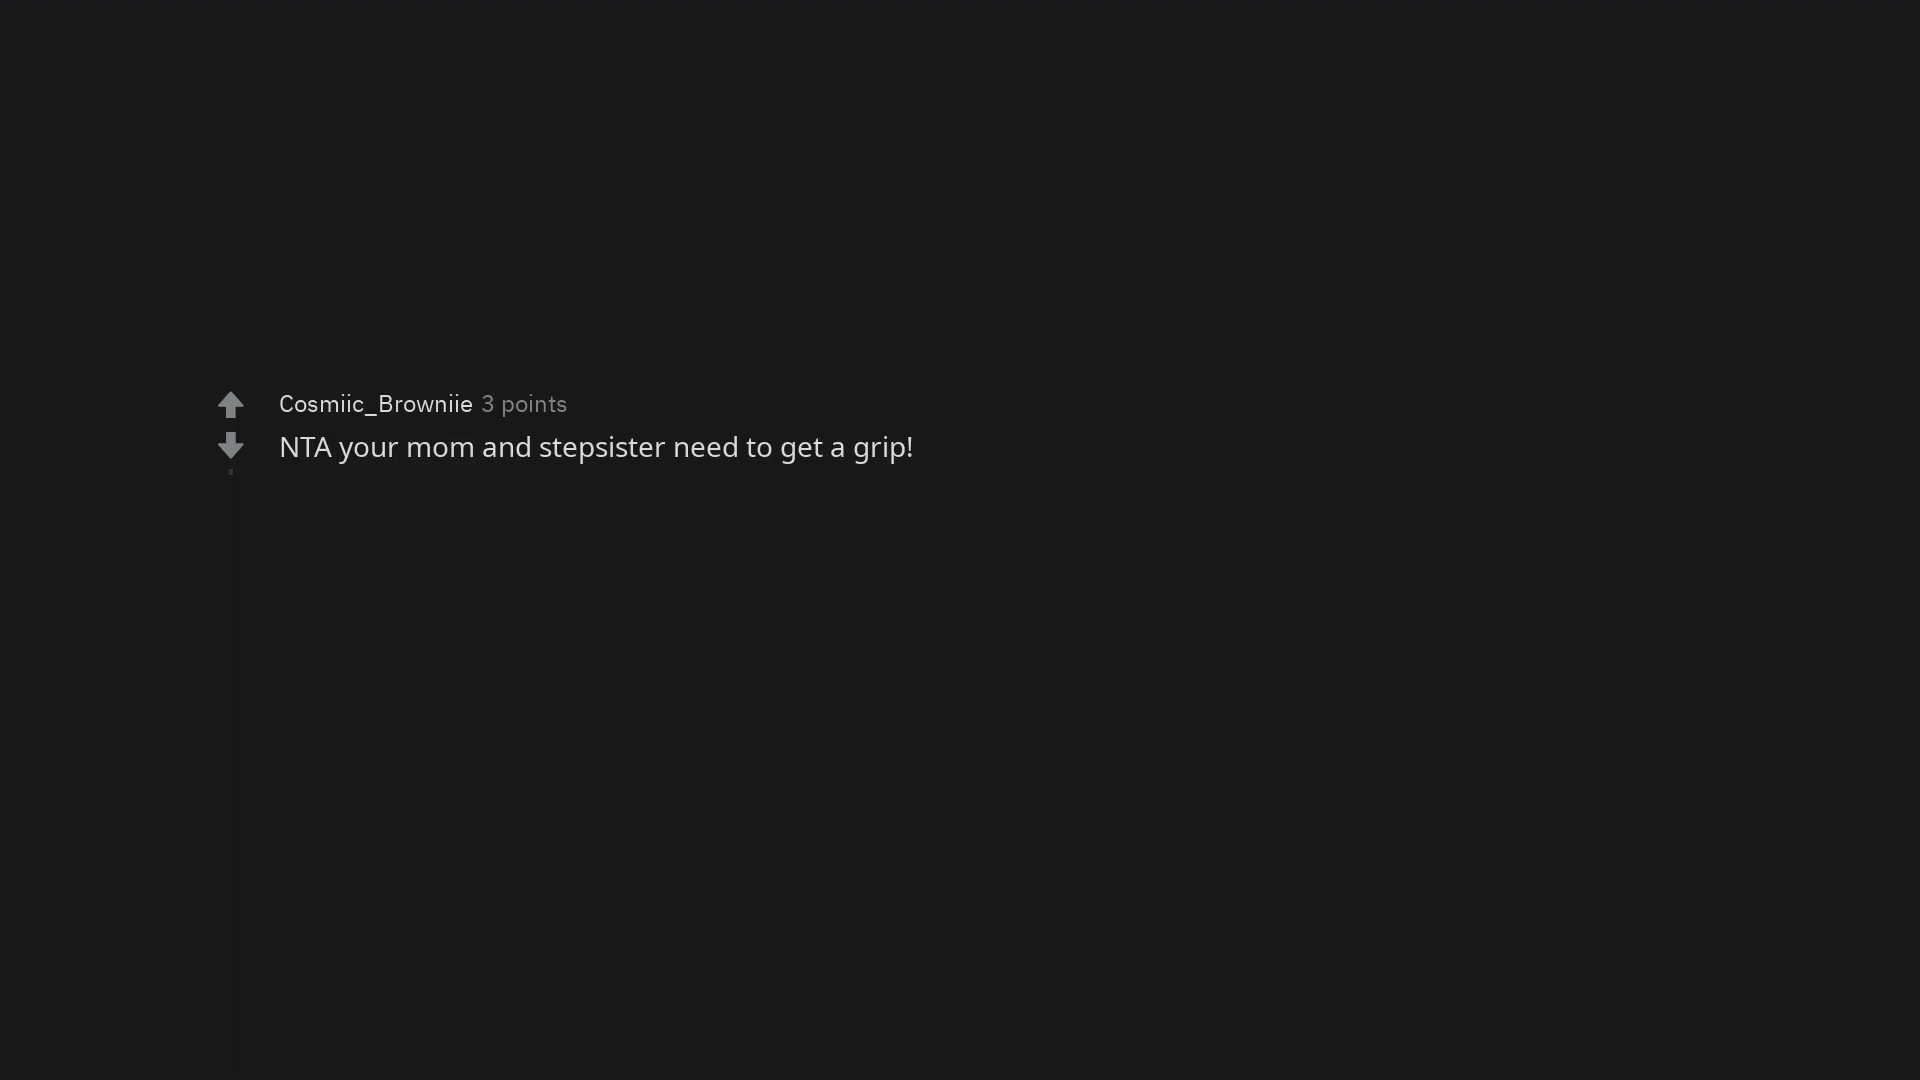 Cosmiic_Browniie 3 points
NTA your mom and stepsister need to get a grip!